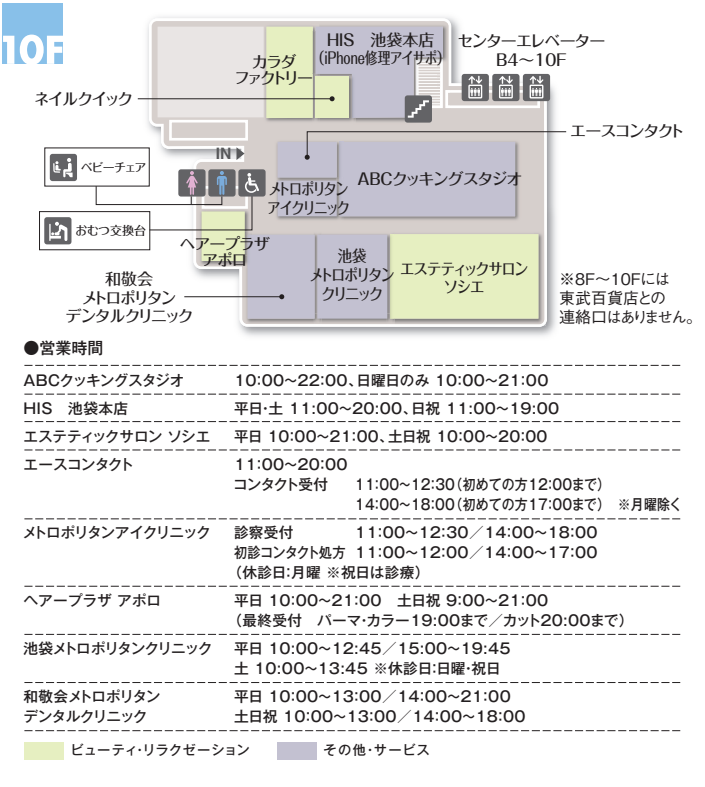 10F
カラダ
ファクトリー
HIS　池袋本店
(iPhone修理アイサポ)
センターエレベーター
B4～10F
ネイルクイック
エースコンタクト
IN
ベビーチェア
メトロポリタン
アイクリニック
ABCクッキングスタジオ
おむつ交換台
ヘアープラザ
アポロ
和敬会
メトロポリタン
デンタルクリニック
池袋
メトロポリタン
クリニック
エステティックサロン
ソシエ
※8F～10Fには
東武百貨店との
連絡口はありません。
●営業時間
ABCクッキングスタジオ　10:00～22:00、日曜日のみ 10:00～21:00
HIS　池袋本店　平日・土 11:00～20:00、日祝 11:00～19:00
エステティックサロン ソシエ　平日 10:00～21:00、土日祝 10:00～20:00
エースコンタクト　11:00～20:00
コンタクト受付　11:00～12:30（初めての方12:00まで）
14:00～18:00（初めての方17:00まで）　※月曜除く
メトロポリタンアイクリニック　診察受付　11:00～12:30／14:00～18:00
初診コンタクト処方 11:00～12:00／14:00～17:00
（休診日:月曜 ※祝日は診療）
ヘアープラザ アポロ　平日 10:00～21:00　土日祝 9:00～21:00
（最終受付　パーマ・カラー19:00まで／カット20:00まで）
池袋メトロポリタンクリニック　平日 10:00～12:45／15:00～19:45
土 10:00～13:45 ※休診日:日曜・祝日
和敬会メトロポリタン　平日 10:00～13:00／14:00～21:00
デンタルクリニック　土日祝 10:00～13:00／14:00～18:00
ビューティ・リラクゼーション　その他・サービス